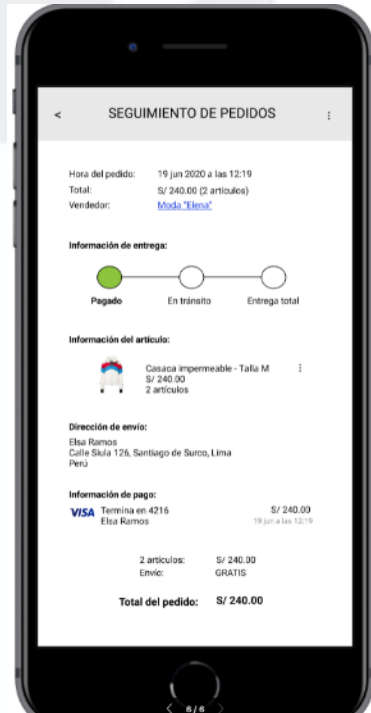 < SEGUIMIENTO DE PEDIDOS
Hora del pedido: 19 jun 2020 a las 12:19
Total: S/ 240.00 (2 artículos)
Vendedor: Moda "Elena"
Información de entrega:
Pagado En tránsito Entrega total
Información del artículo:
Casaca impermeable - Talla M
S/ 240.00
2 artículos
Dirección de envío:
Elsa Ramos
Calle Siula 126, Santiago de Surco, Lima
Perú
Información de pago:
VISA Termina en 4216 S/ 240.00
Elsa Ramos 19 jun a las 12:19
2 artículos: S/ 240.00
Envío: GRATIS
Total del pedido: S/ 240.00
< 6 / 6 >